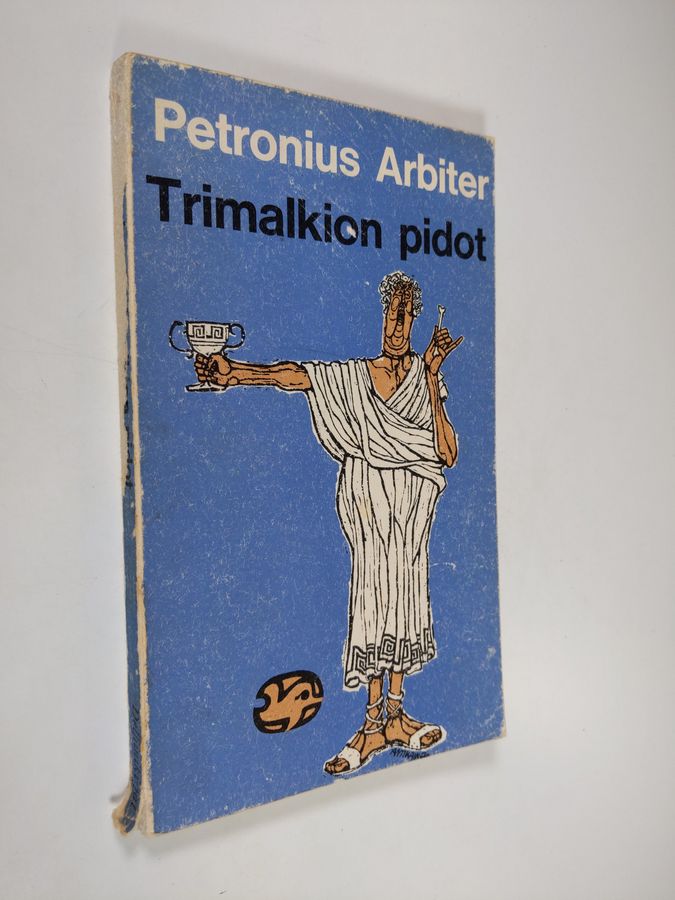 Petronius Arbiter
Trimalkion pidot